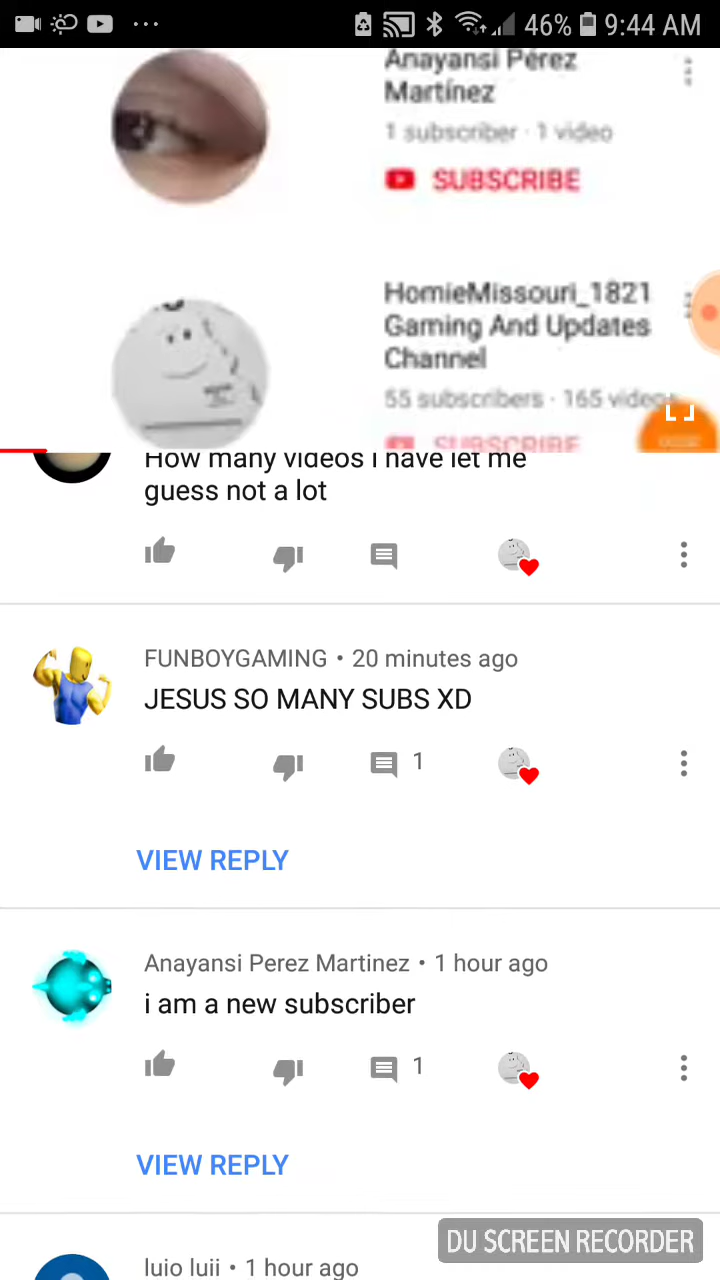 46% 9:44 AM
Anayansi Pérez
Martínez
1 subscriber · 1 video
SUBSCRIBE
HomieMissouri_1821
Gaming And Updates
Channel
55 subscribers · 165 videos
SUBSCRIBE
How many videos i have let me
guess not a lot
FUNBOYGAMING • 20 minutes ago
JESUS SO MANY SUBS XD
1
VIEW REPLY
Anayansi Perez Martinez • 1 hour ago
i am a new subscriber
1
VIEW REPLY
DU SCREEN RECORDER
luio luii • 1 hour ago